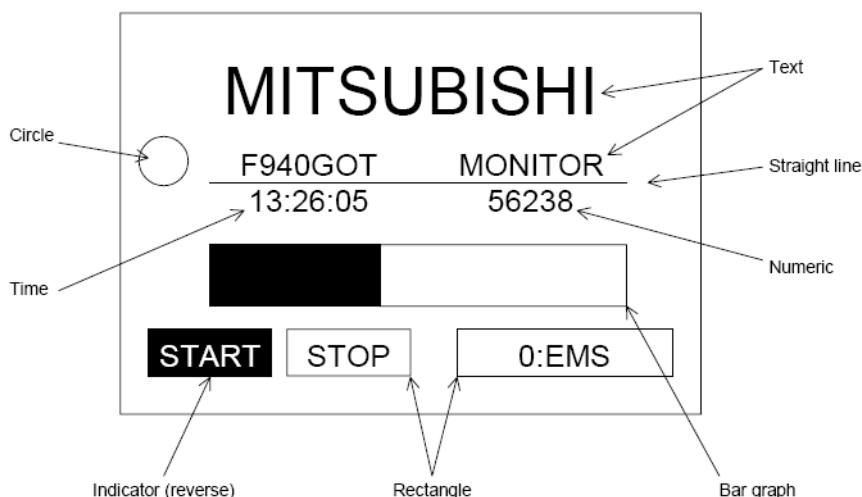 MITSUBISHI
Text
Circle
F940GOT MONITOR
Straight line
13:26:05 56238
Numeric
Time
START STOP 0:EMS
Indicator (reverse) Rectangle Bar graph